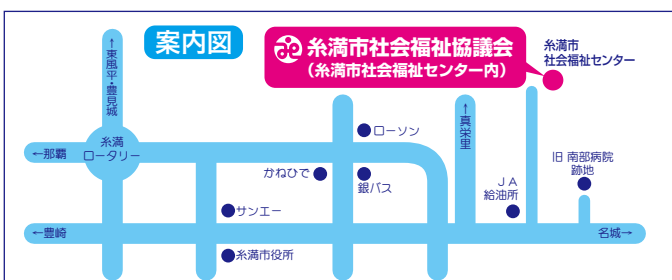 案内図
糸満市社会福祉協議会
（糸満市社会福祉センター内）
糸満市
社会福祉センター
←東風平・豊見城
糸満
ロータリー
←那覇
ローソン
かねひで
銀バス
←真栄里
旧 南部病院
跡地
ＪＡ
給油所
サンエー
←豊崎
名城→
糸満市役所